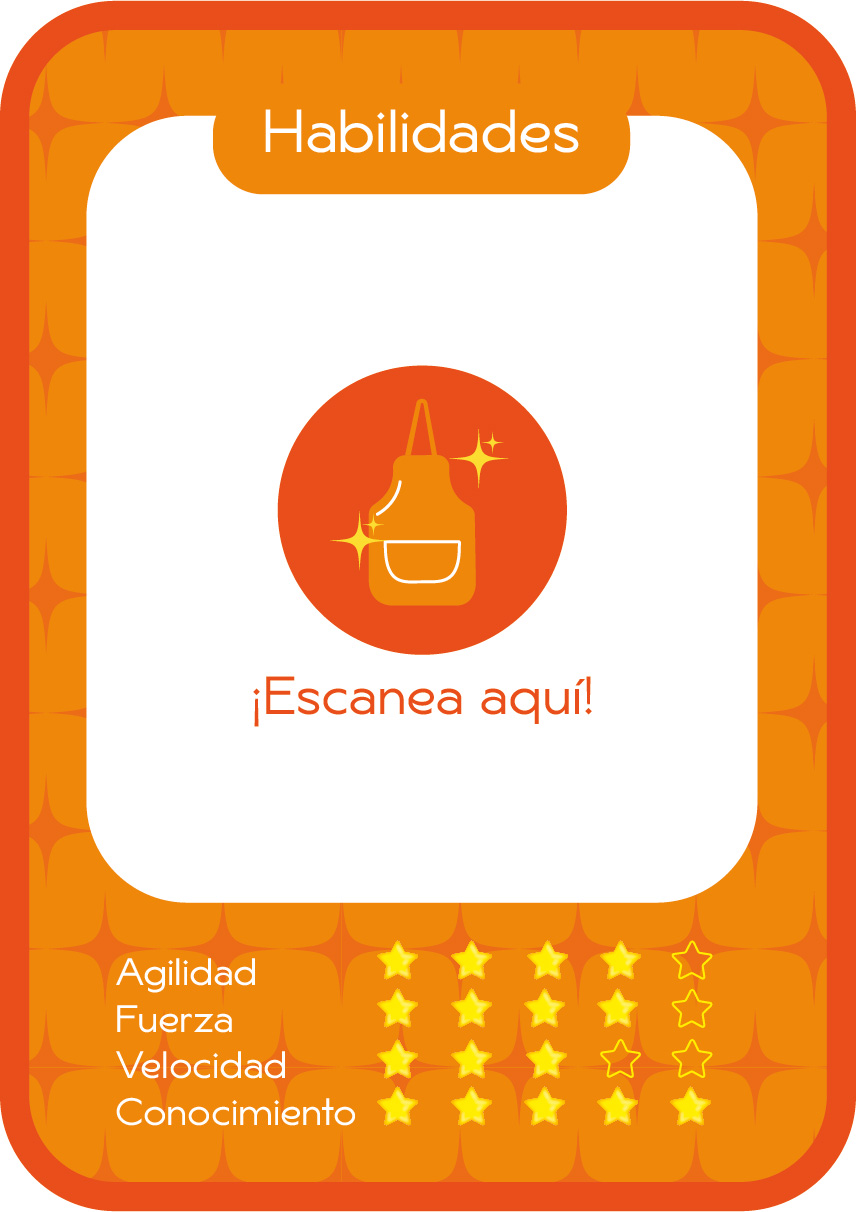 Habilidades
¡Escanea aquí!
Agilidad
Fuerza
Velocidad
Conocimiento